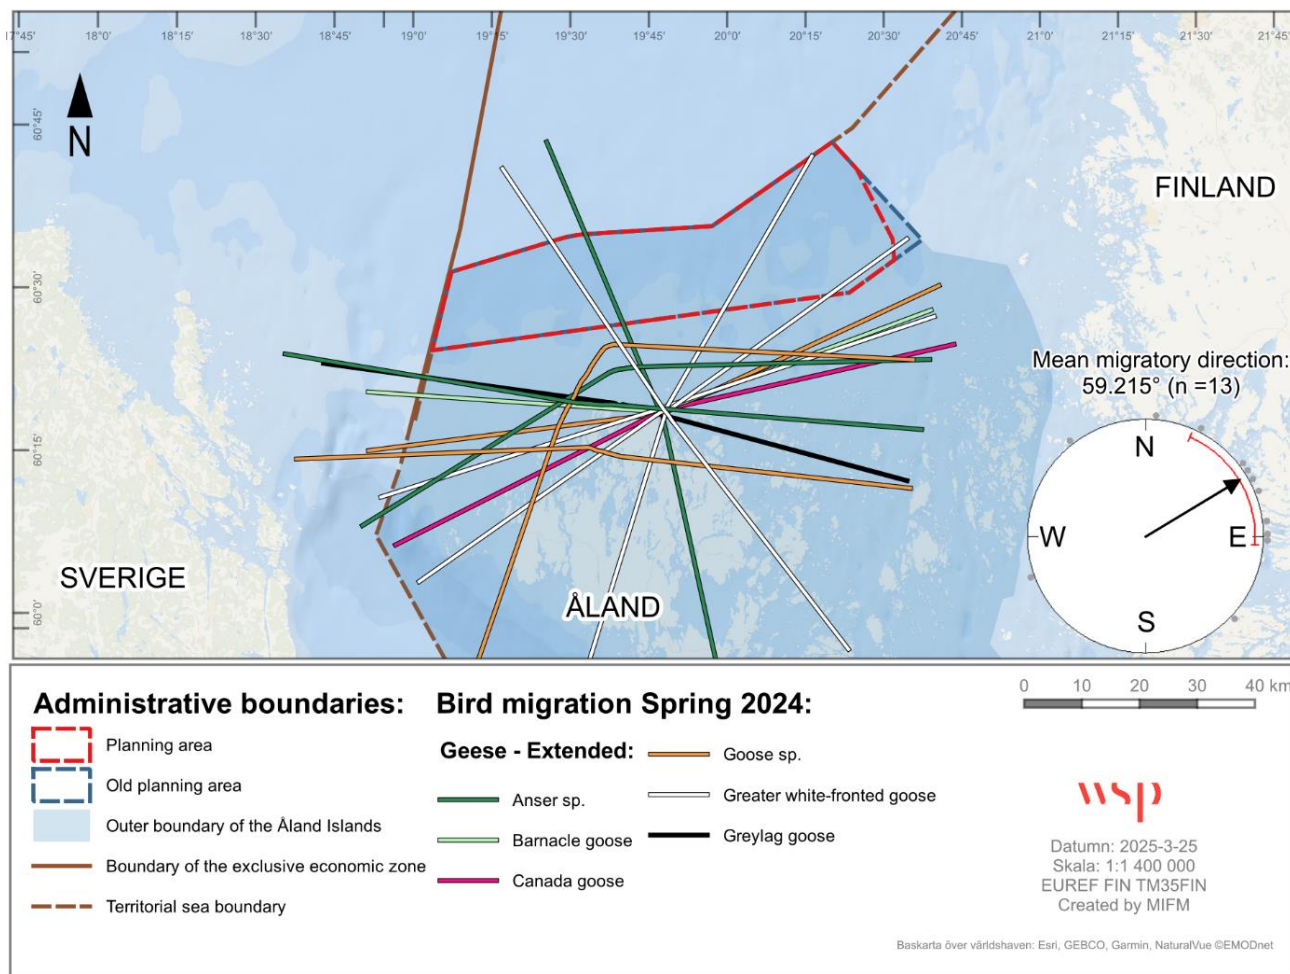 17°45'
18°0'
18°15'
18°30'
18°45'
19°0'
19°15'
19°30'
19°45'
20°0'
20°15'
20°30'
20°45'
21°0'
21°15'
21°30'
21°45'
60°45'
60°30'
60°15'
60°0'
N
FINLAND
SVERIGE
ÅLAND
Mean migratory direction:
59.215° (n =13)
N
W
E
S
Administrative boundaries:
Planning area
Old planning area
Outer boundary of the Åland Islands
Boundary of the exclusive economic zone
Territorial sea boundary
Bird migration Spring 2024:
Geese - Extended:
Anser sp.
Barnacle goose
Canada goose
Goose sp.
Greater white-fronted goose
Greylag goose
0 10 20 30 40 km
wsp
Datumn: 2025-3-25
Skala: 1:1 400 000
EUREF FIN TM35FIN
Created by MIFM
Baskarta över världshaven: Esri, GEBCO, Garmin, NaturalVue ©EMODnet